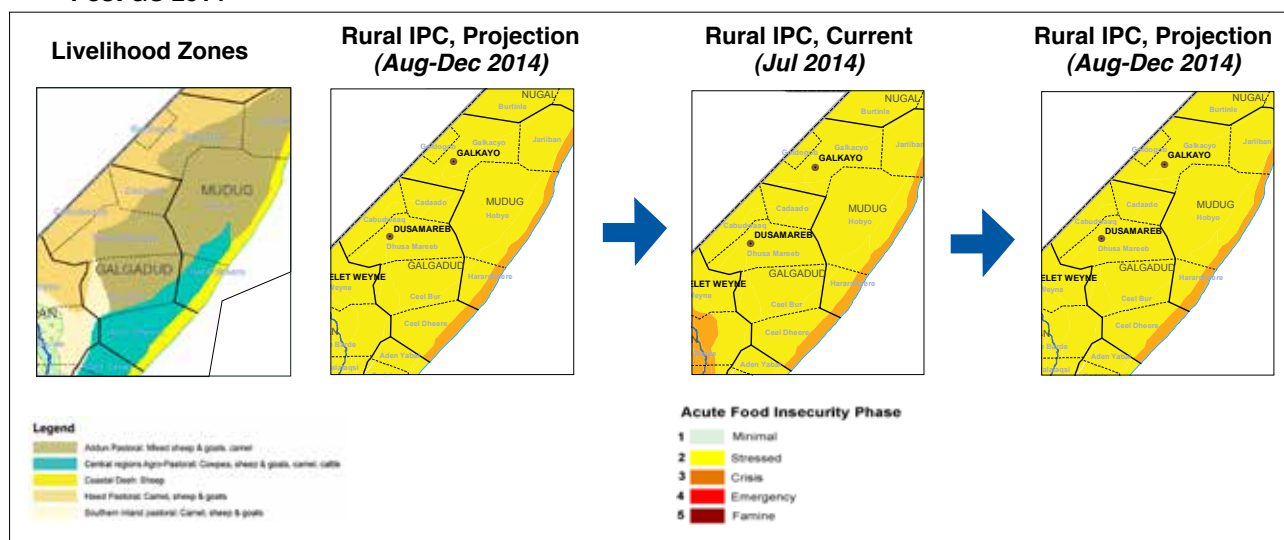 Livelihood Zones
Rural IPC, Projection
(Aug-Dec 2014)
Rural IPC, Current
(Jul 2014)
Rural IPC, Projection
(Aug-Dec 2014)
MUDUG
GALGADUD
NUGAL
Burtinle
Jariiban
Galkacyo
GALKAYO
Cadaado
MUDUG
Hobyo
Cabudwaaq
DUSAMAREB
Dhusa Mareeb
GALGADUD
ELET WEYNE
Ceel Bur
Ceel Dheere
Aden Yabal
NUGAL
Burtinle
Jariiban
Galkacyo
GALKAYO
Cadaado
MUDUG
Hobyo
Cabudwaaq
DUSAMAREB
Dhusa Mareeb
GALGADUD
ELET WEYNE
Ceel Bur
Ceel Dheere
Aden Yabal
NUGAL
Burtinle
Jariiban
Galkacyo
GALKAYO
Cadaado
MUDUG
Hobyo
Cabudwaaq
DUSAMAREB
Dhusa Mareeb
GALGADUD
ELET WEYNE
Ceel Bur
Ceel Dheere
Aden Yabal
Legend
Addun Pastoral: Mixed sheep & goats, camel
Central regions Agro-Pastoral: Cowpea, sheep & goats, camel, cattle
Coastal Deeh: Sheep
Hawd Pastoral: Camel, sheep & goats
Southern inland pastoral: Camel, sheep & goats
Acute Food Insecurity Phase
1 Minimal
2 Stressed
3 Crisis
4 Emergency
5 Famine